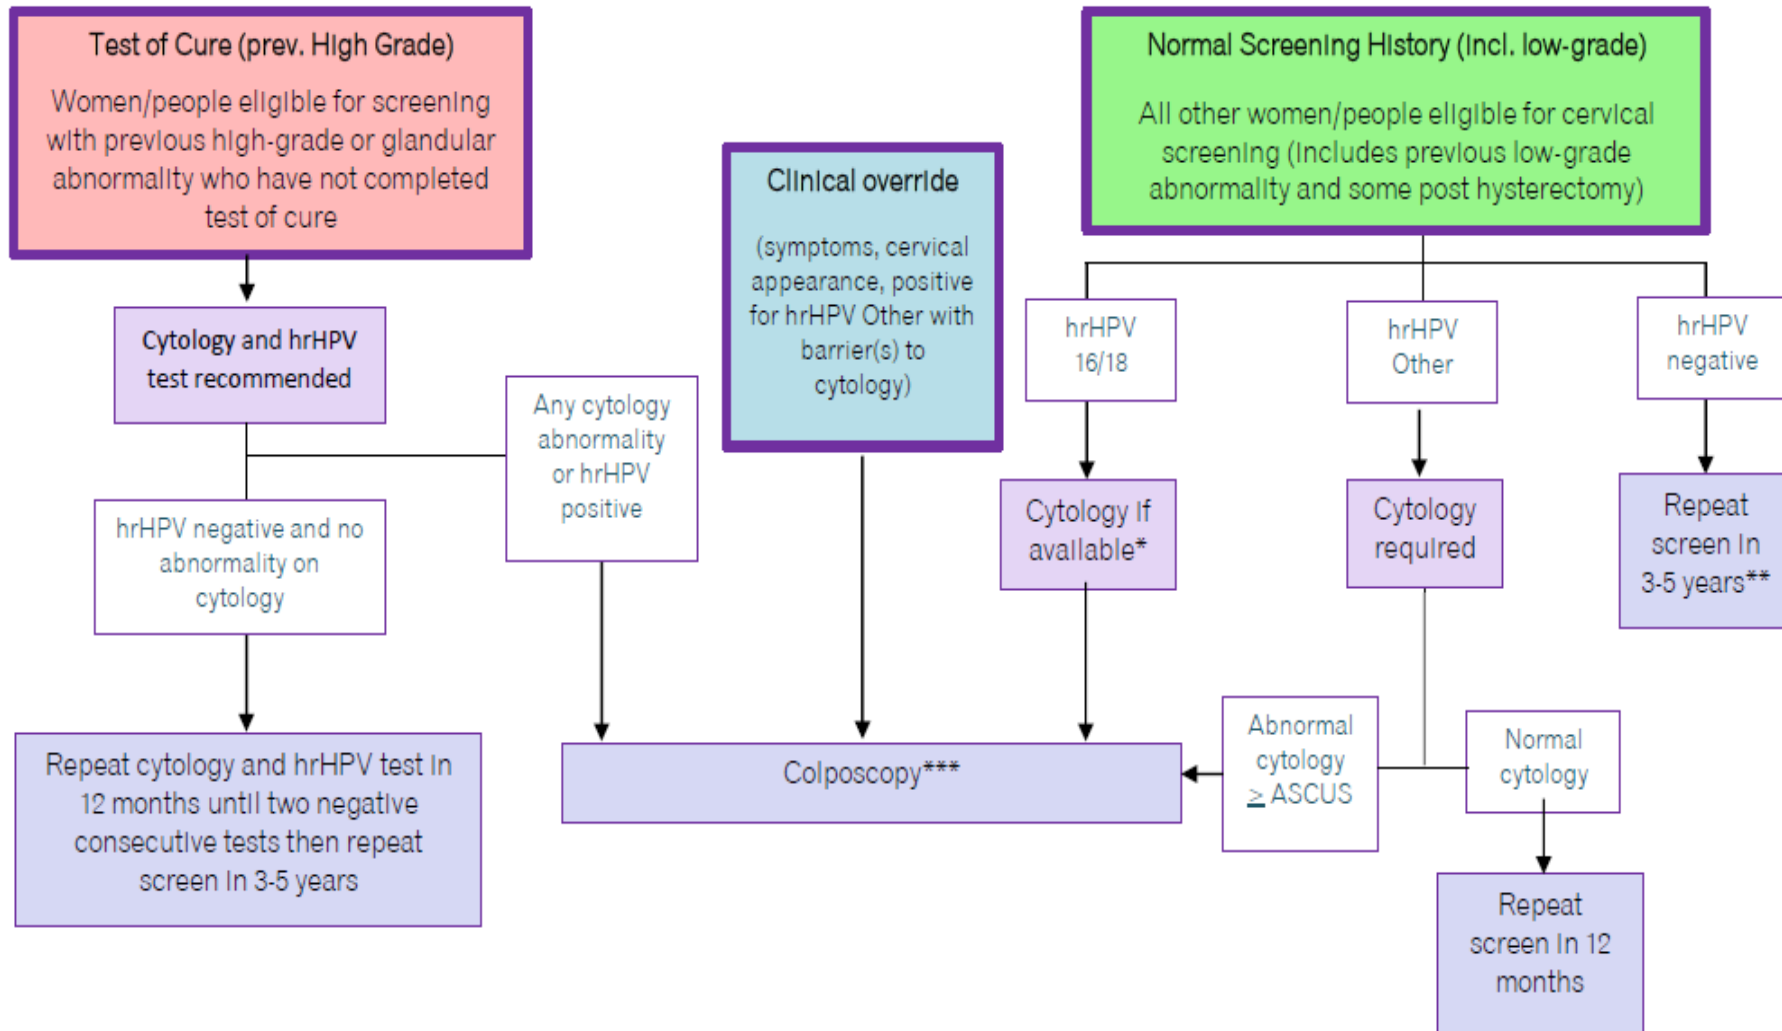 Test of Cure (prev. High Grade)
Women/people eligible for screening
with previous high-grade or glandular
abnormality who have not completed
test of cure
Cytology and hrHPV
test recommended
Any cytology
abnormality
or hrHPV
positive
hrHPV negative and no
abnormality on
cytology
Repeat cytology and hrHPV test in
12 months until two negative
consecutive tests then repeat
screen in 3-5 years
Clinical override
(symptoms, cervical
appearance, positive
for hrHPV Other with
barrier(s) to
cytology)
Colposcopy***
Normal Screening History (incl. low-grade)
All other women/people eligible for cervical
screening (includes previous low-grade
abnormality and some post hysterectomy)
hrHPV
16/18
hrHPV
Other
hrHPV
negative
Cytology if
available*
Cytology
required
Repeat
screen in
3-5 years**
Abnormal
cytology
≥ ASCUS
Normal
cytology
Repeat
screen in 12
months